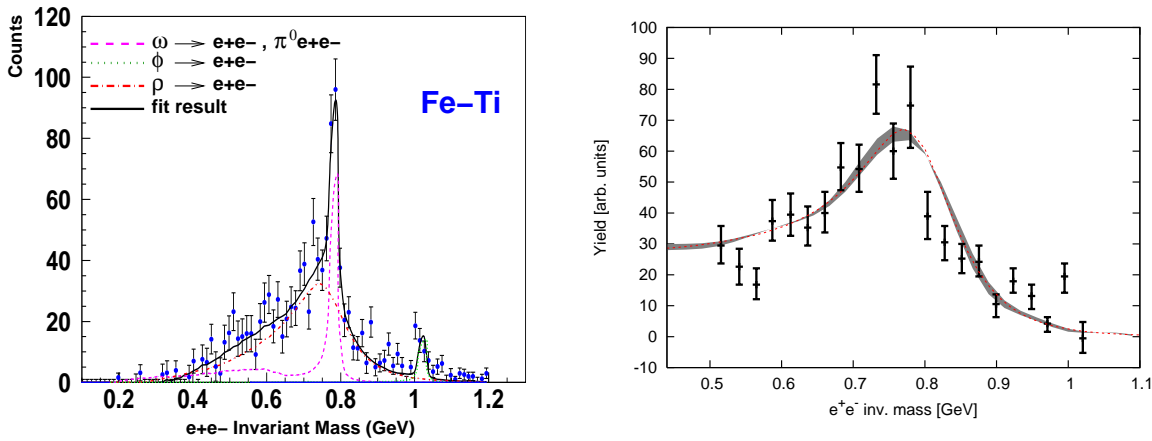 120
100
80
60
40
20
0
Counts
ω → e+e− , π⁰e+e−
ϕ → e+e−
ρ → e+e−
fit result
Fe−Ti
0.2 0.4 0.6 0.8 1 1.2
e+e− Invariant Mass (GeV)
100
90
80
70
60
50
40
30
20
10
0
-10
Yield [arb. units]
0.5 0.6 0.7 0.8 0.9 1 1.1
e⁺e⁻ inv. mass [GeV]